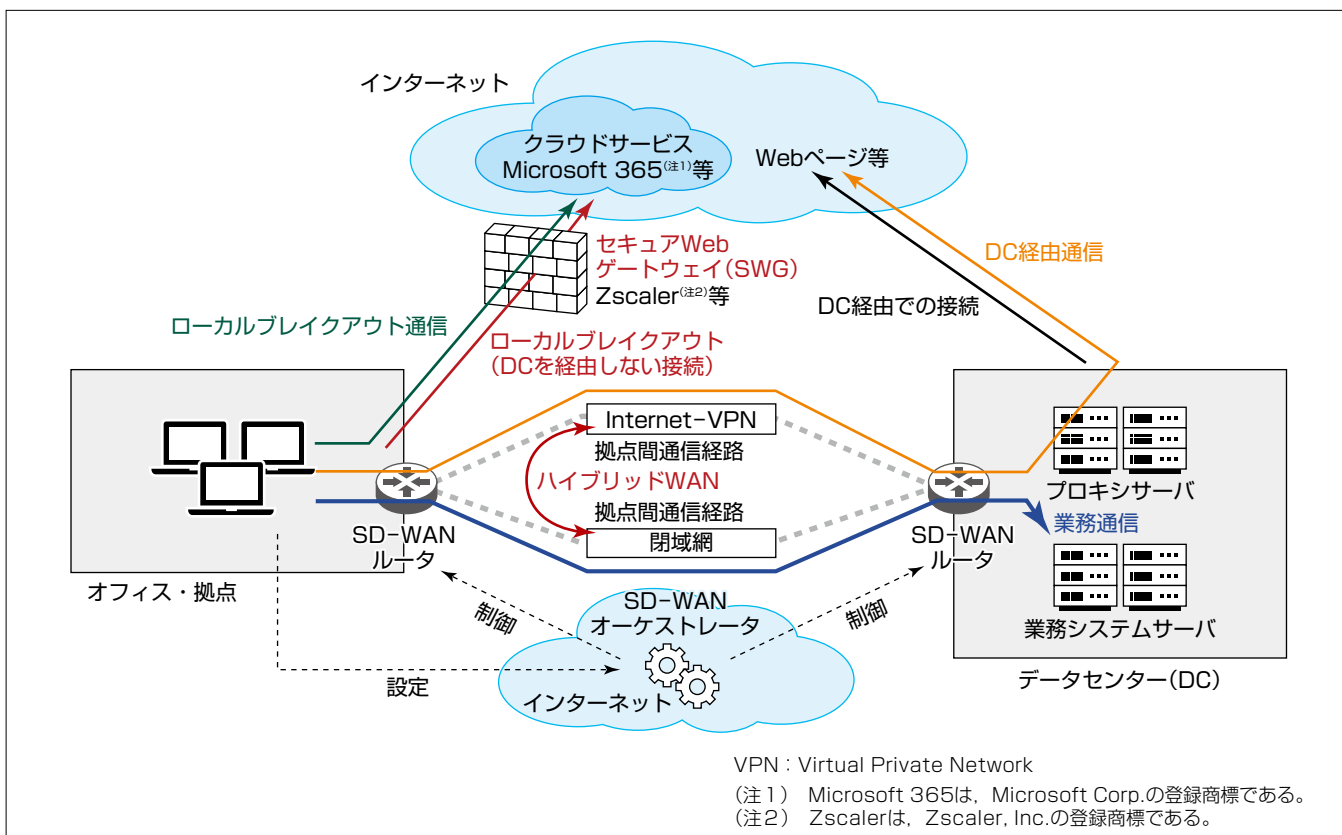 インターネット
クラウドサービス
Microsoft 365(注1)等
Webページ等
セキュアWeb
ゲートウェイ(SWG)
Zscaler(注2)等
DC経由通信
DC経由での接続
ローカルブレイクアウト通信
ローカルブレイクアウト
(DCを経由しない接続)
Internet-VPN
拠点間通信経路
ハイブリッドWAN
拠点間通信経路
閉域網
SD-WAN
ルータ
SD-WAN
ルータ
プロキシサーバ
業務通信
業務システムサーバ
オフィス・拠点
データセンター(DC)
制御
制御
SD-WAN
オーケストレータ
設定
インターネット
VPN:Virtual Private Network
(注1) Microsoft 365は,Microsoft Corp.の登録商標である。
(注2) Zscalerは,Zscaler, Inc.の登録商標である。